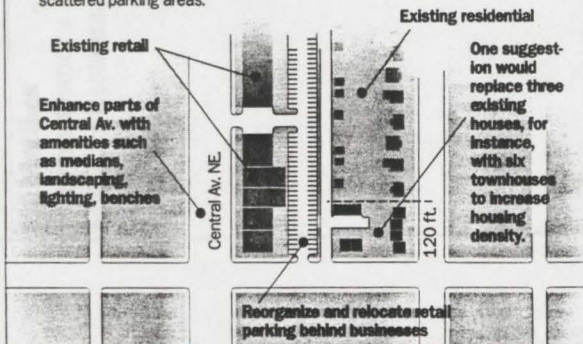 scattered parking areas.
Existing residential
Existing retail
One suggest-
ion would
replace three
existing
houses, for
instance,
with six
townhouses
to increase
housing
density.
Enhance parts of
Central Av. with
amenities such
as medians,
landscaping,
lighting, benches
Central Av. NE.
120 ft.
Reorganize and relocate retail
parking behind businesses